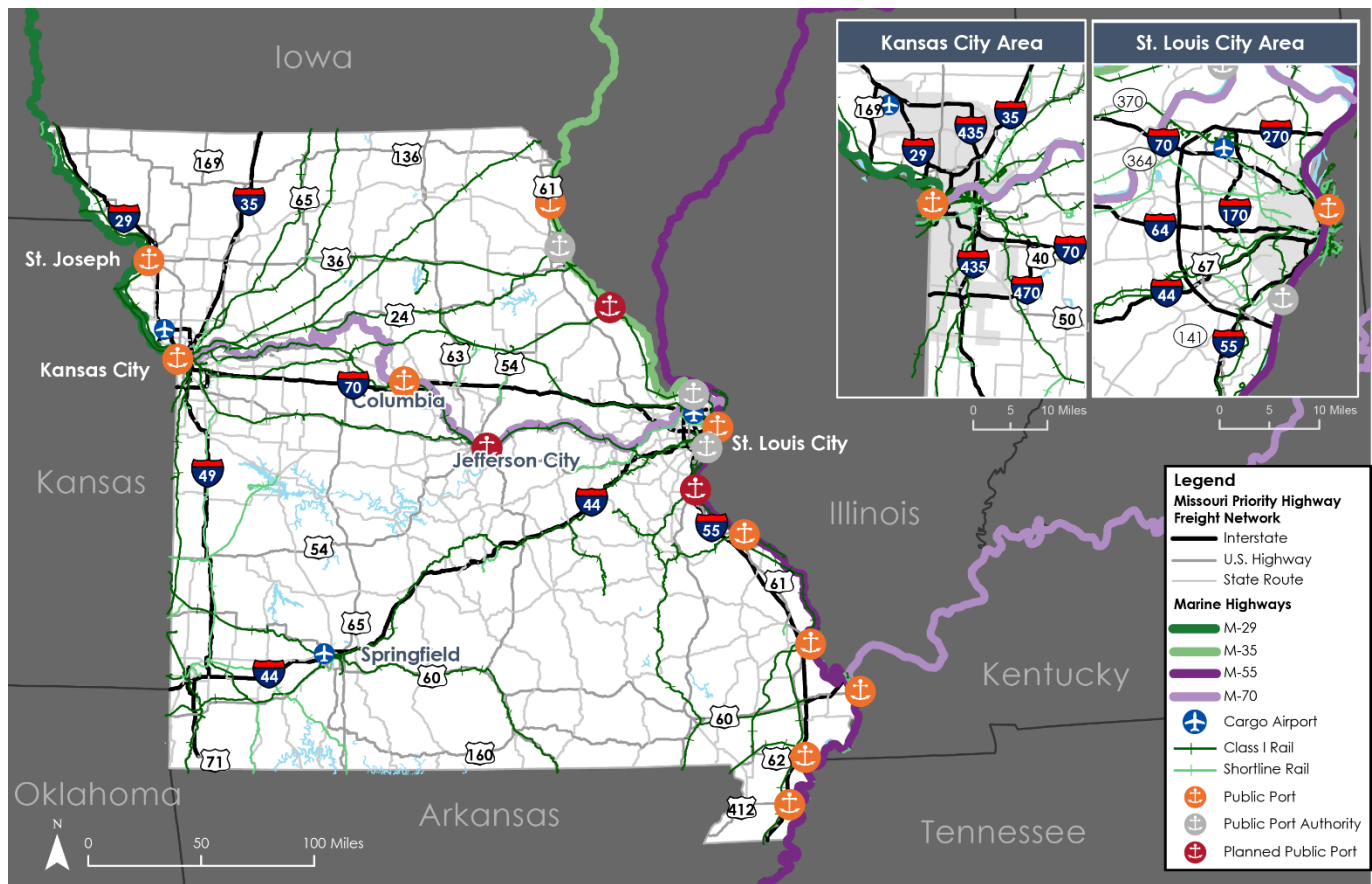 Iowa
Kansas City Area
St. Louis City Area
169
35
435
29
435
40
70
470
50
0 5 10 Miles
370
70
270
364
170
64
67
44
141
55
0 5 10 Miles
169
136
65
35
61
29
St. Joseph
36
24
63
54
Kansas City
70
Columbia
St. Louis City
Jefferson City
Kansas
49
44
Illinois
54
55
61
65
Springfield
44
60
Kentucky
60
71
160
62
Oklahoma
412
Arkansas
Tennessee
N
0 50 100 Miles
Legend
Missouri Priority Highway
Freight Network
Interstate
U.S. Highway
State Route
Marine Highways
M-29
M-35
M-55
M-70
Cargo Airport
Class I Rail
Shortline Rail
Public Port
Public Port Authority
Planned Public Port